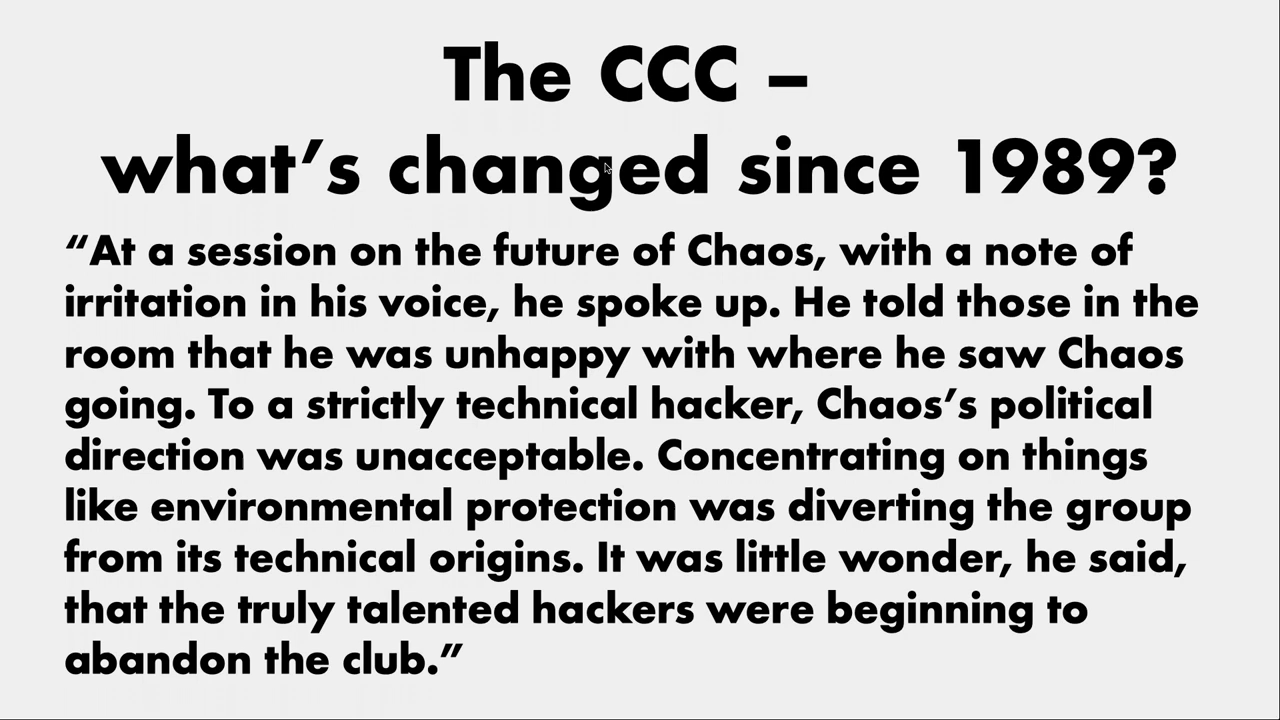 The CCC –
what’s changed since 1989?
“At a session on the future of Chaos, with a note of
irritation in his voice, he spoke up. He told those in the
room that he was unhappy with where he saw Chaos
going. To a strictly technical hacker, Chaos’s political
direction was unacceptable. Concentrating on things
like environmental protection was diverting the group
from its technical origins. It was little wonder, he said,
that the truly talented hackers were beginning to
abandon the club.”